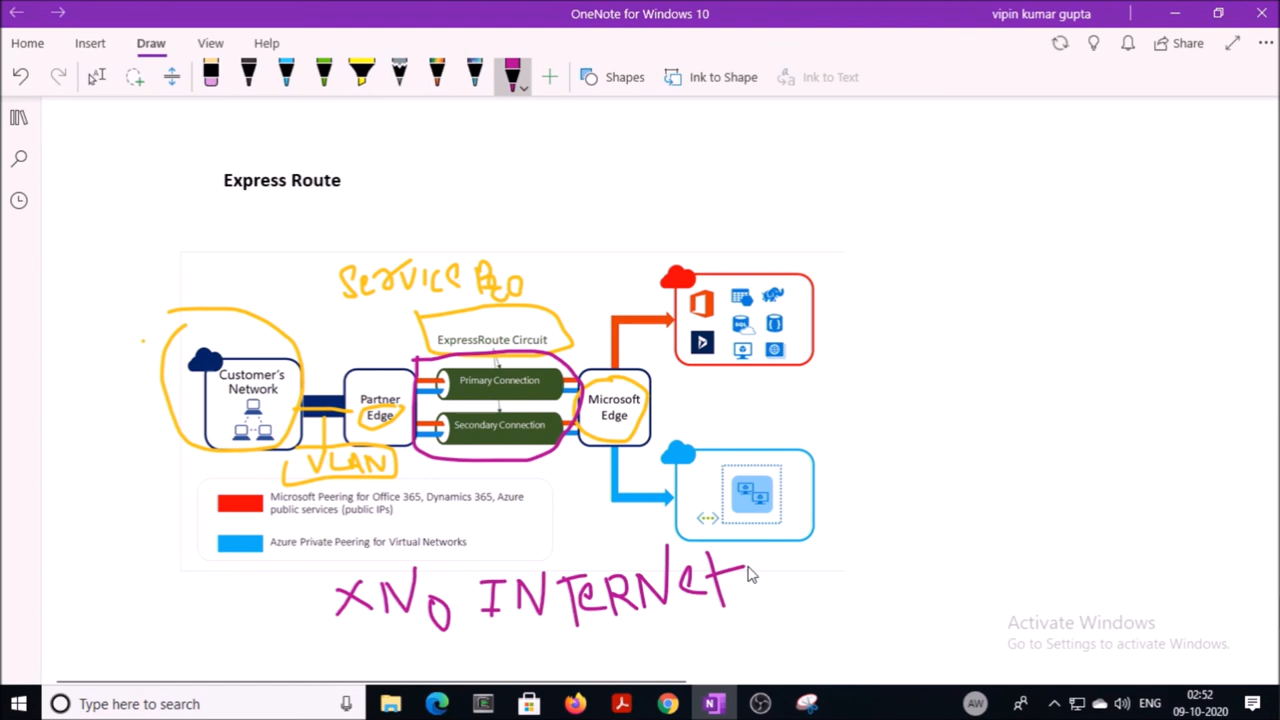 OneNote for Windows 10
vipin kumar gupta
Home Insert Draw View Help
Share
Shapes
Ink to Shape
Ink to Text
Express Route
Service Pro
ExpressRoute Circuit
Customer's
Network
Partner
Edge
Primary Connection
Secondary Connection
Microsoft
Edge
VLAN
Microsoft Peering for Office 365, Dynamics 365, Azure
public services (public IPs)
Azure Private Peering for Virtual Networks
X NO INTERNET
Activate Windows
Go to Settings to activate Windows.
Type here to search
AW
ENG
02:52
09-10-2020